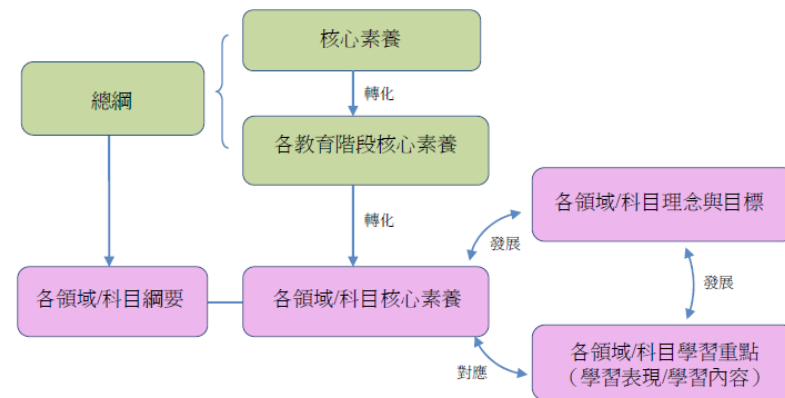 核心素養
轉化
總綱
各教育階段核心素養
轉化
各領域/科目理念與目標
發展
發展
各領域/科目綱要
各領域/科目核心素養
對應
各領域/科目學習重點
（學習表現/學習內容）